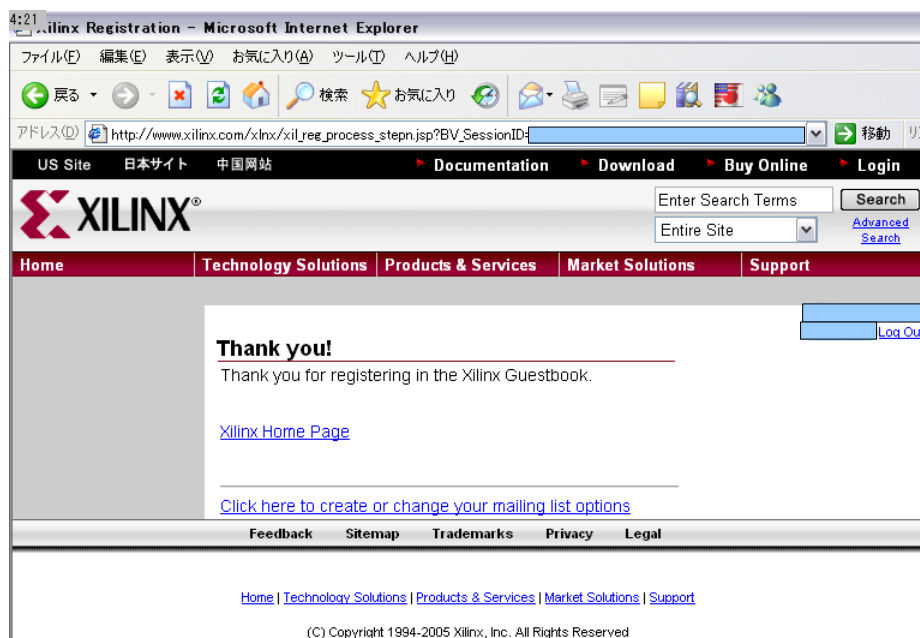 4:21
Xilinx Registration - Microsoft Internet Explorer
ファイル(F) 編集(E) 表示(V) お気に入り(A) ツール(T) ヘルプ(H)
戻る 検索 お気に入り
アドレス(D) http://www.xilinx.com/xlnx/xil_reg_process_stepn.jsp?BV_SessionID= 移動
US Site 日本サイト 中国网站 Documentation Download Buy Online Login
XILINX® Enter Search Terms Search
Entire Site Advanced
Search
Home Technology Solutions Products & Services Market Solutions Support
Log Ou
Thank you!
Thank you for registering in the Xilinx Guestbook.
Xilinx Home Page
Click here to create or change your mailing list options
Feedback Sitemap Trademarks Privacy Legal
Home | Technology Solutions | Products & Services | Market Solutions | Support
(C) Copyright 1994-2005 Xilinx, Inc. All Rights Reserved